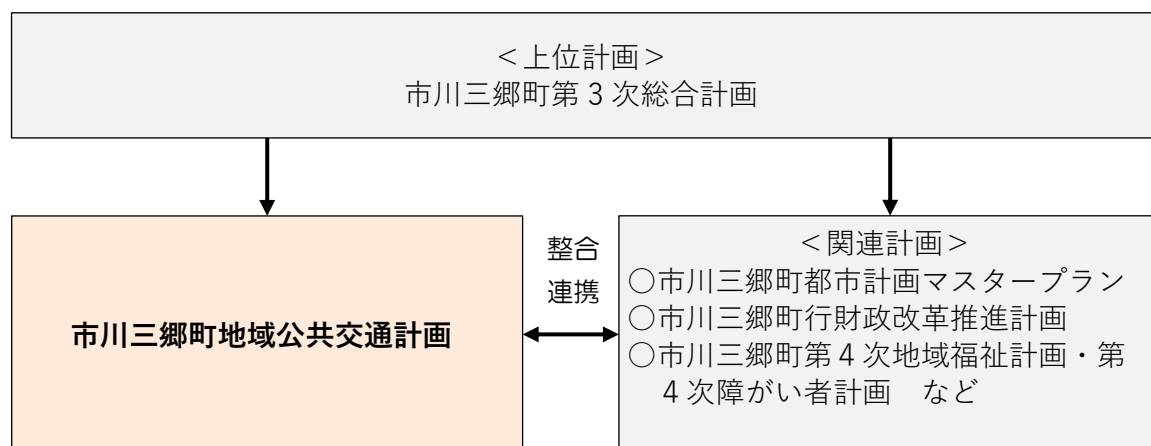 ＜上位計画＞
市川三郷町第３次総合計画
市川三郷町地域公共交通計画
整合
連携
＜関連計画＞
○市川三郷町都市計画マスタープラン
○市川三郷町行財政改革推進計画
○市川三郷町第４次地域福祉計画・第
４次障がい者計画　など